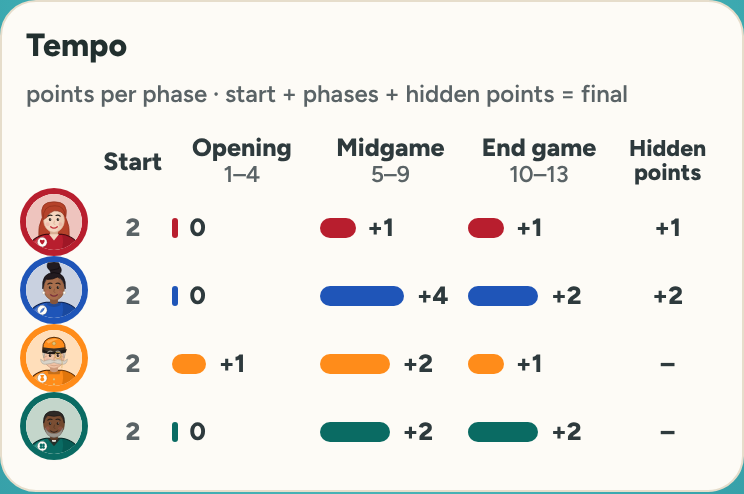 Tempo
points per phase · start + phases + hidden points = final
Start Opening 1–4 Midgame 5–9 End game 10–13 Hidden points
2 0 +1 +1 +1
2 0 +4 +2 +2
2 +1 +2 +1 –
2 0 +2 +2 –